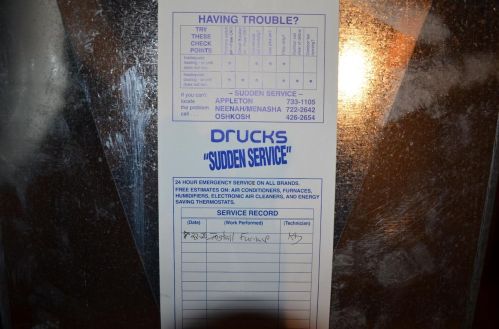 HAVING TROUBLE?
TRY
THESE
CHECK
POINTS
If you can't
locate
the problem
call . . .
– SUDDEN SERVICE –
APPLETON 733-1105
NEENAH/MENASHA 722-2642
OSHKOSH 426-2654
DRUCKS
"SUDDEN SERVICE"
24 HOUR EMERGENCY SERVICE ON ALL BRANDS.
FREE ESTIMATES ON: AIR CONDITIONERS, FURNACES,
HUMIDIFIERS, ELECTRONIC AIR CLEANERS, AND ENERGY
SAVING THERMOSTATS.
SERVICE RECORD
(Date) (Work Performed) (Technician)
Install Furnace